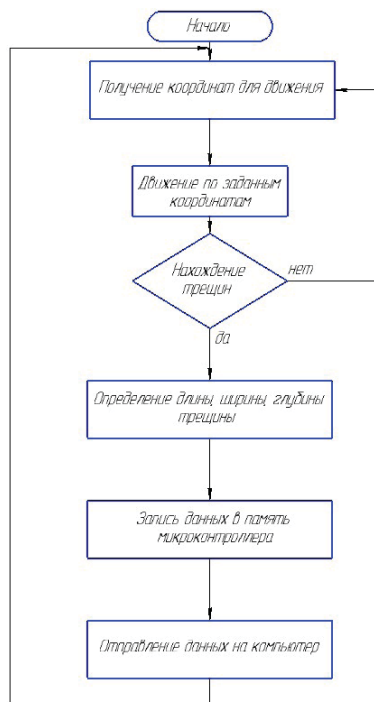 Начало
Получение координат для движения
Движение по заданным
координатам
Нахождение
трещин
нет
да
Определение длины, ширины, глубины
трещины
Запись данных в память
микроконтроллера
Отправление данных на компьютер